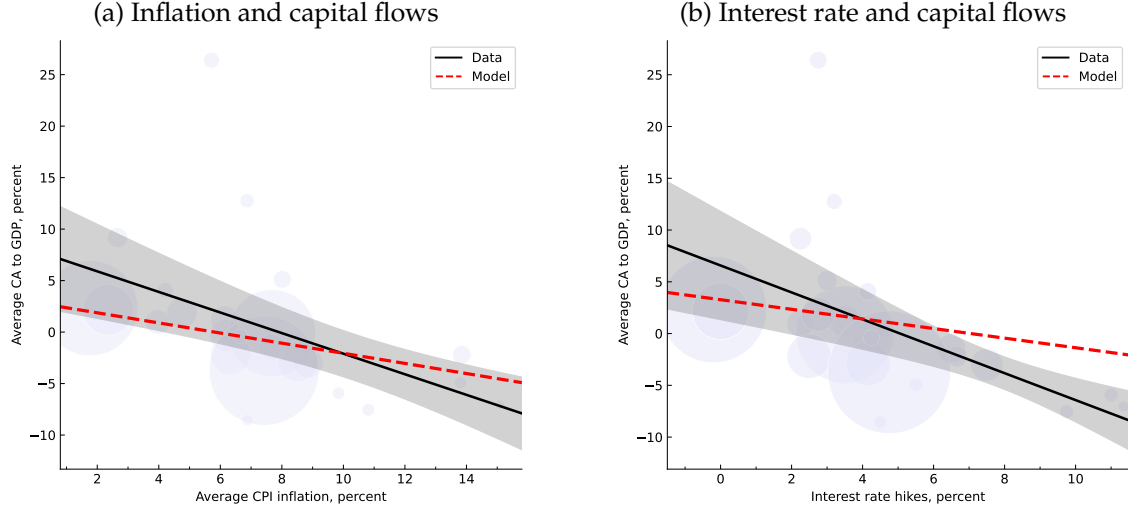 (a) Inflation and capital flows
25
20
15
10
5
0
−5
−10
Average CA to GDP, percent
Data
Model
2 4 6 8 10 12 14
Average CPI inflation, percent
(b) Interest rate and capital flows
25
20
15
10
5
0
−5
−10
Average CA to GDP, percent
Data
Model
0 2 4 6 8 10
Interest rate hikes, percent